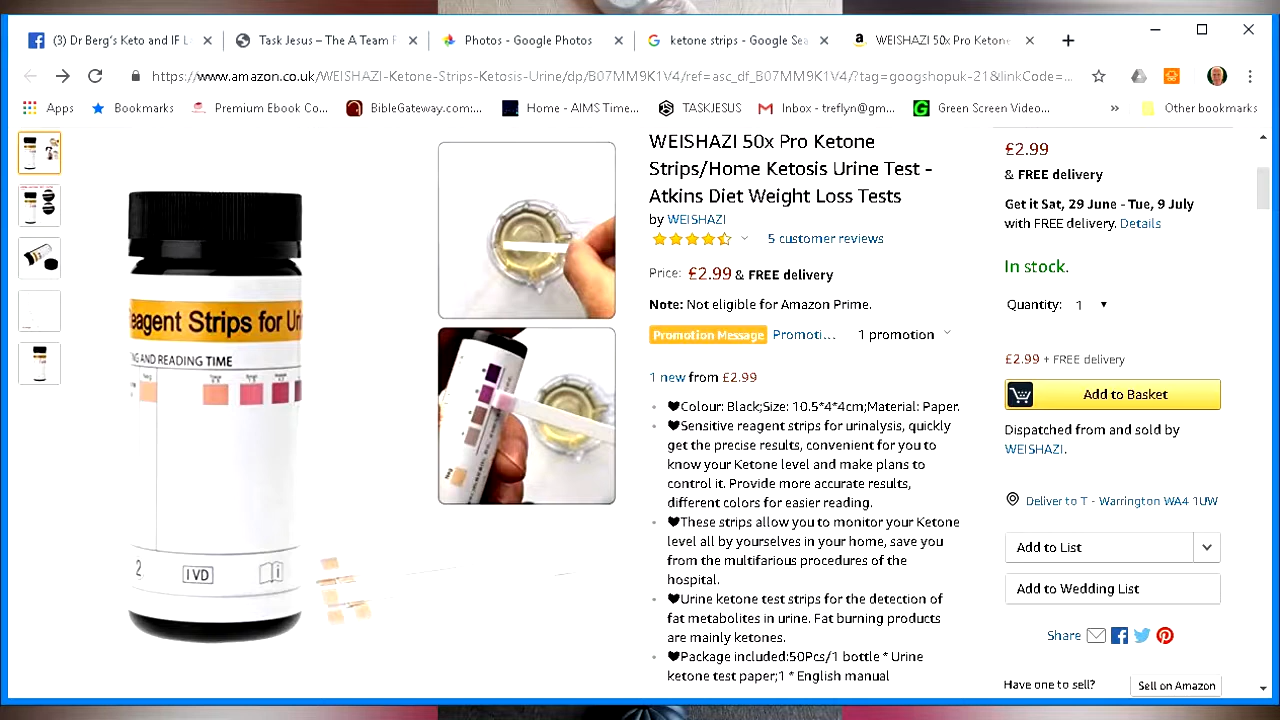 (3) Dr Berg's Keto and IF L
Task Jesus – The A Team F
Photos - Google Photos
ketone strips - Google Sea
WEISHAZI 50x Pro Ketone
https://www.amazon.co.uk/WEISHAZI-Ketone-Strips-Ketosis-Urine/dp/B07MM9K1V4/ref=asc_df_B07MM9K1V4/?tag=googshopuk-21&linkCode=...
Apps
Bookmarks
Premium Ebook Co...
BibleGateway.com:...
Home - AIMS Time...
TASKJESUS
Inbox - treflyn@gm...
Green Screen Video...
»
Other bookmarks
eagent Strips for Ur
NG AND READING TIME
2
IVD
WEISHAZI 50x Pro Ketone
Strips/Home Ketosis Urine Test -
Atkins Diet Weight Loss Tests
by WEISHAZI
5 customer reviews
Price: £2.99 & FREE delivery
Note: Not eligible for Amazon Prime.
Promotion Message Promoti... 1 promotion
1 new from £2.99
♥Colour: Black;Size: 10.5*4*4cm;Material: Paper.
♥Sensitive reagent strips for urinalysis, quickly
get the precise results, convenient for you to
know your Ketone level and make plans to
control it. Provide more accurate results,
different colors for easier reading.
♥These strips allow you to monitor your Ketone
level all by yourselves in your home, save you
from the multifarious procedures of the
hospital.
♥Urine ketone test strips for the detection of
fat metabolites in urine. Fat burning products
are mainly ketones.
♥Package included:50Pcs/1 bottle * Urine
ketone test paper;1 * English manual
£2.99
& FREE delivery
Get it Sat, 29 June - Tue, 9 July
with FREE delivery. Details
In stock.
Quantity: 1
£2.99 + FREE delivery
Add to Basket
Dispatched from and sold by
WEISHAZI.
Deliver to T - Warrington WA4 1UW
Add to List
Add to Wedding List
Share
Have one to sell?
Sell on Amazon